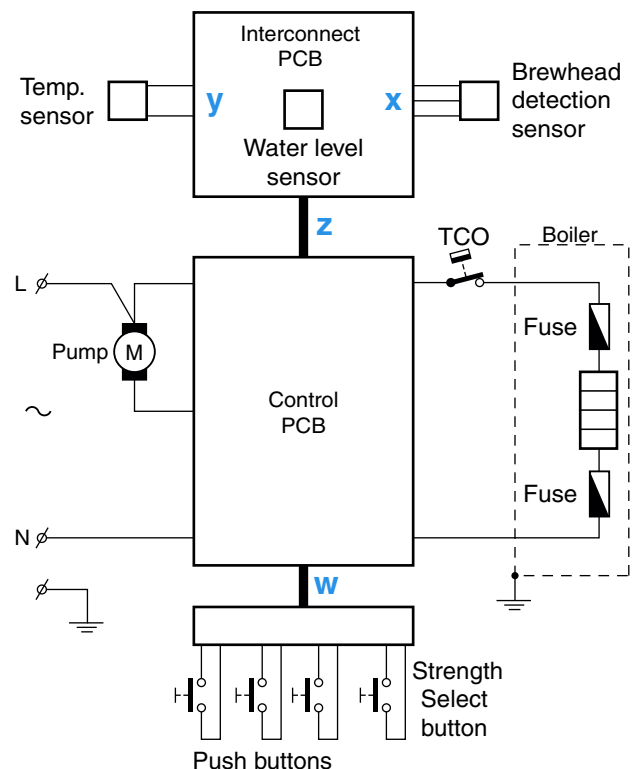 Interconnect
PCB
Temp.
sensor
y
x
Brewhead
detection
sensor
Water level
sensor
z
TCO
Boiler
L
Fuse
Pump
M
Control
PCB
Fuse
N
w
Strength
Select
button
Push buttons